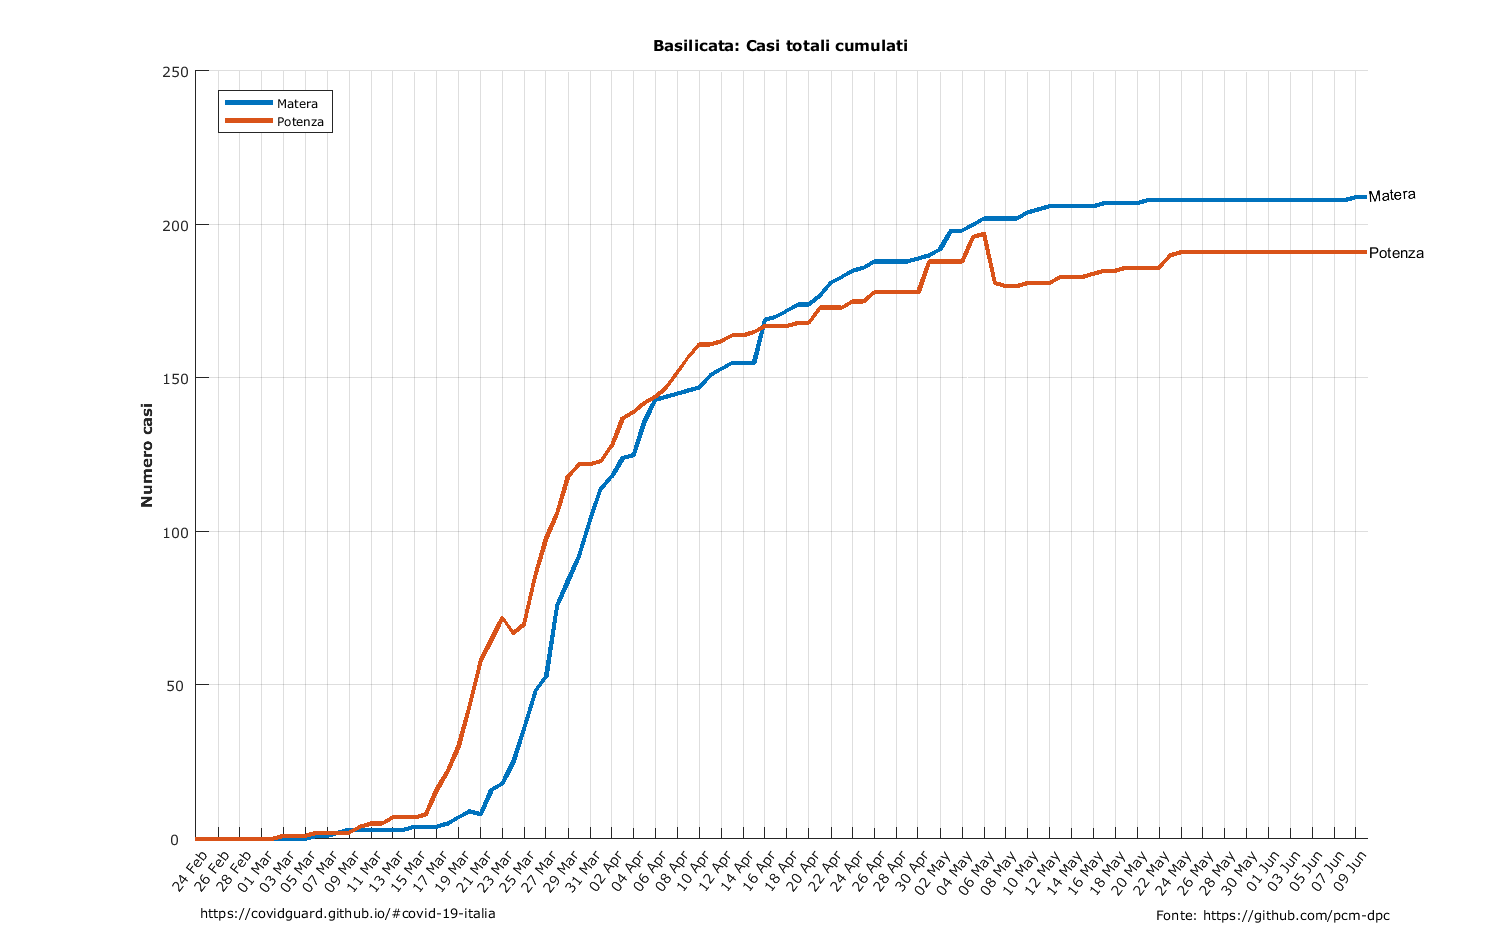 Basilicata: Casi totali cumulati
250
200
150
100
50
0
Numero casi
Matera
Potenza
Matera
Potenza
24 Feb
26 Feb
28 Feb
01 Mar
03 Mar
05 Mar
07 Mar
09 Mar
11 Mar
13 Mar
15 Mar
17 Mar
19 Mar
21 Mar
23 Mar
25 Mar
27 Mar
29 Mar
31 Mar
02 Apr
04 Apr
06 Apr
08 Apr
10 Apr
12 Apr
14 Apr
16 Apr
18 Apr
20 Apr
22 Apr
24 Apr
26 Apr
28 Apr
30 Apr
02 May
04 May
06 May
08 May
10 May
12 May
14 May
16 May
18 May
20 May
22 May
24 May
26 May
28 May
30 May
01 Jun
03 Jun
05 Jun
07 Jun
09 Jun
https://covidguard.github.io/#covid-19-italia
Fonte: https://github.com/pcm-dpc